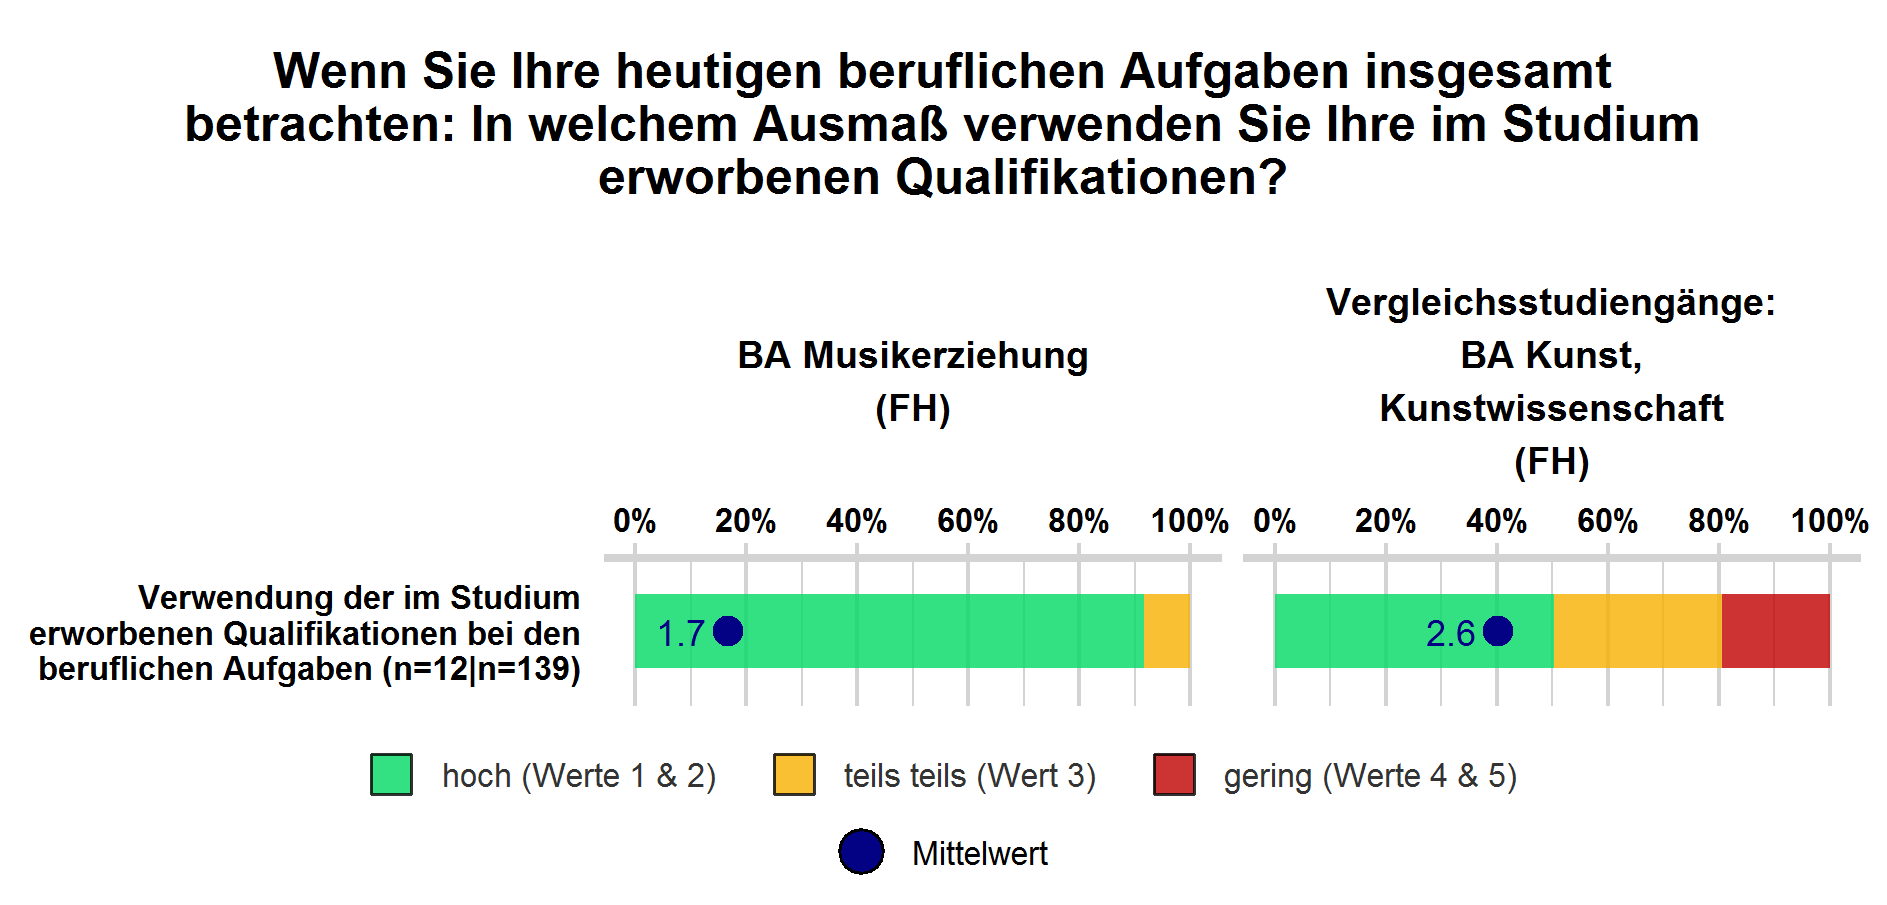 Wenn Sie Ihre heutigen beruflichen Aufgaben insgesamt
betrachten: In welchem Ausmaß verwenden Sie Ihre im Studium
erworbenen Qualifikationen?
BA Musikerziehung
(FH)
Vergleichsstudiengänge:
BA Kunst,
Kunstwissenschaft
(FH)
0% 20% 40% 60% 80% 100%
0% 20% 40% 60% 80% 100%
Verwendung der im Studium
erworbenen Qualifikationen bei den
beruflichen Aufgaben (n=12|n=139)
1.7
2.6
hoch (Werte 1 & 2)
teils teils (Wert 3)
gering (Werte 4 & 5)
Mittelwert